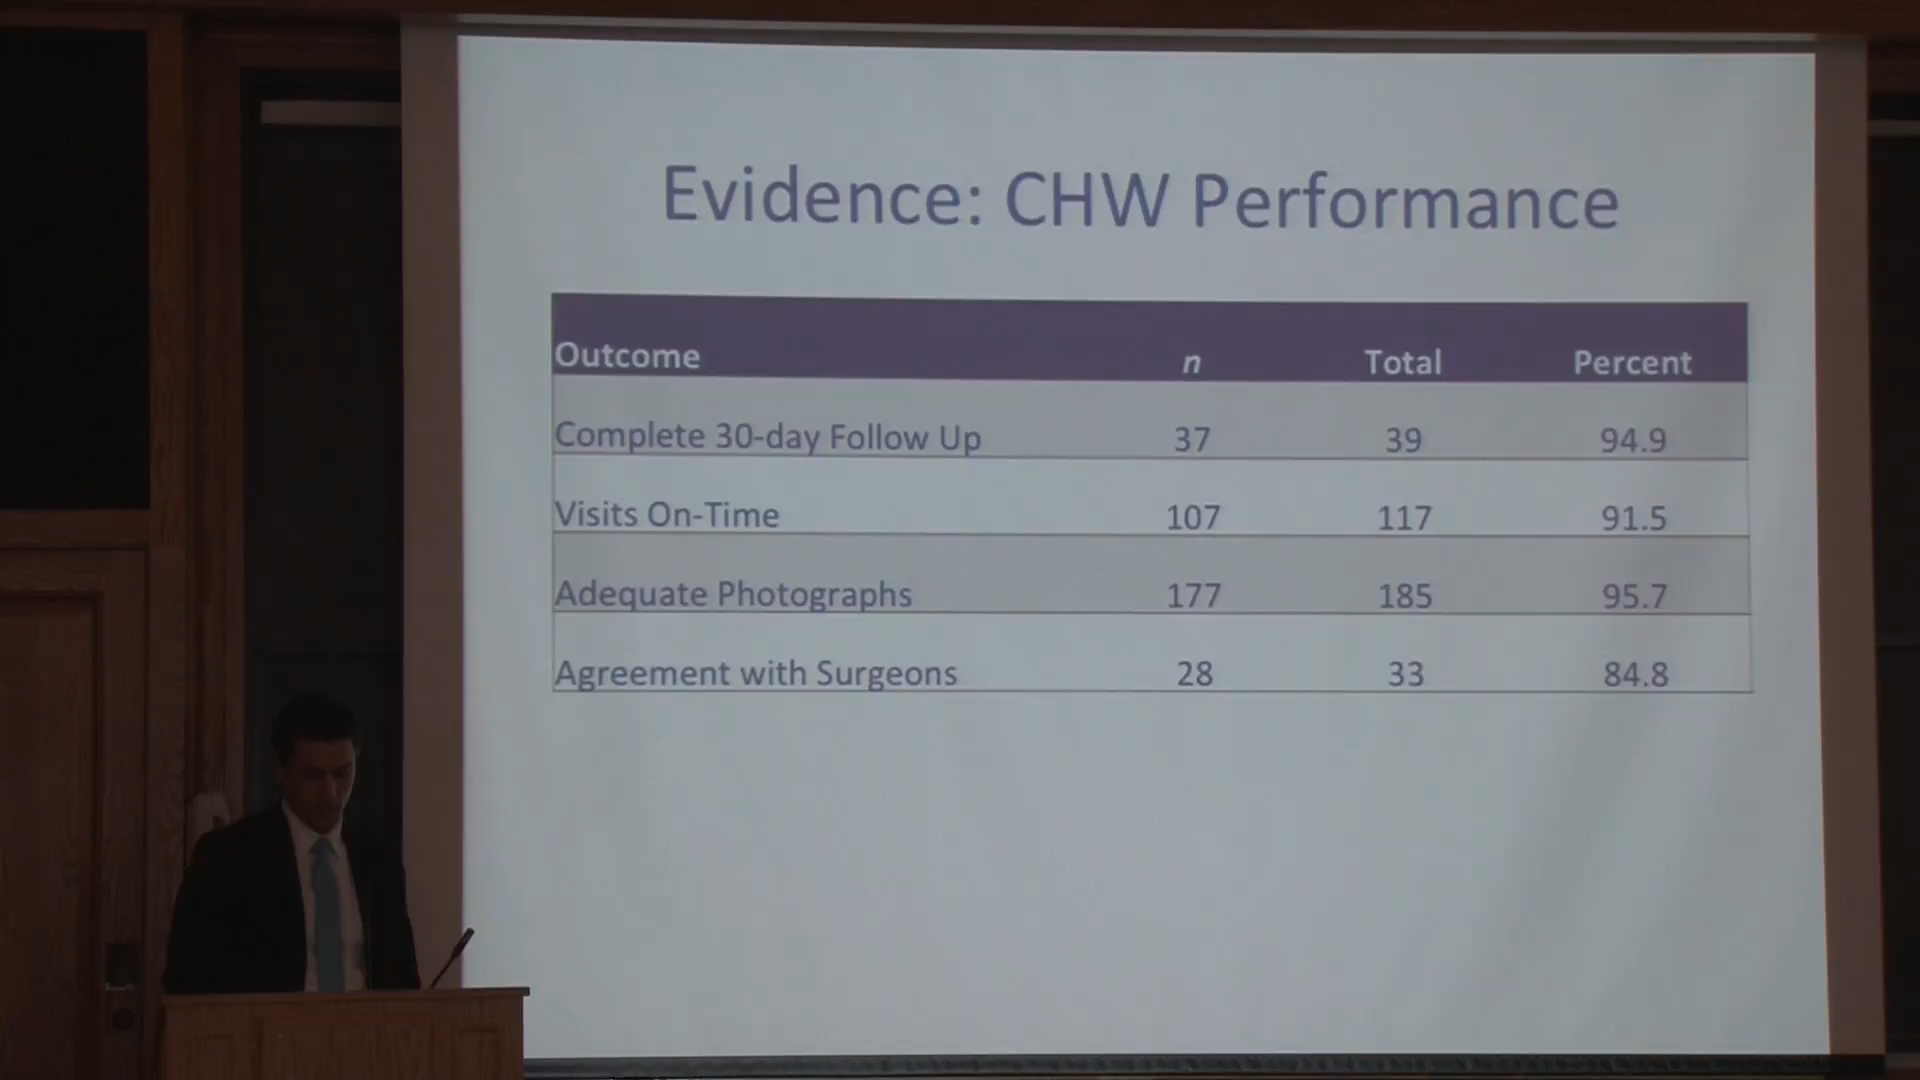 Evidence: CHW Performance
Outcome n Total Percent
Complete 30-day Follow Up 37 39 94.9
Visits On-Time 107 117 91.5
Adequate Photographs 177 185 95.7
Agreement with Surgeons 28 33 84.8